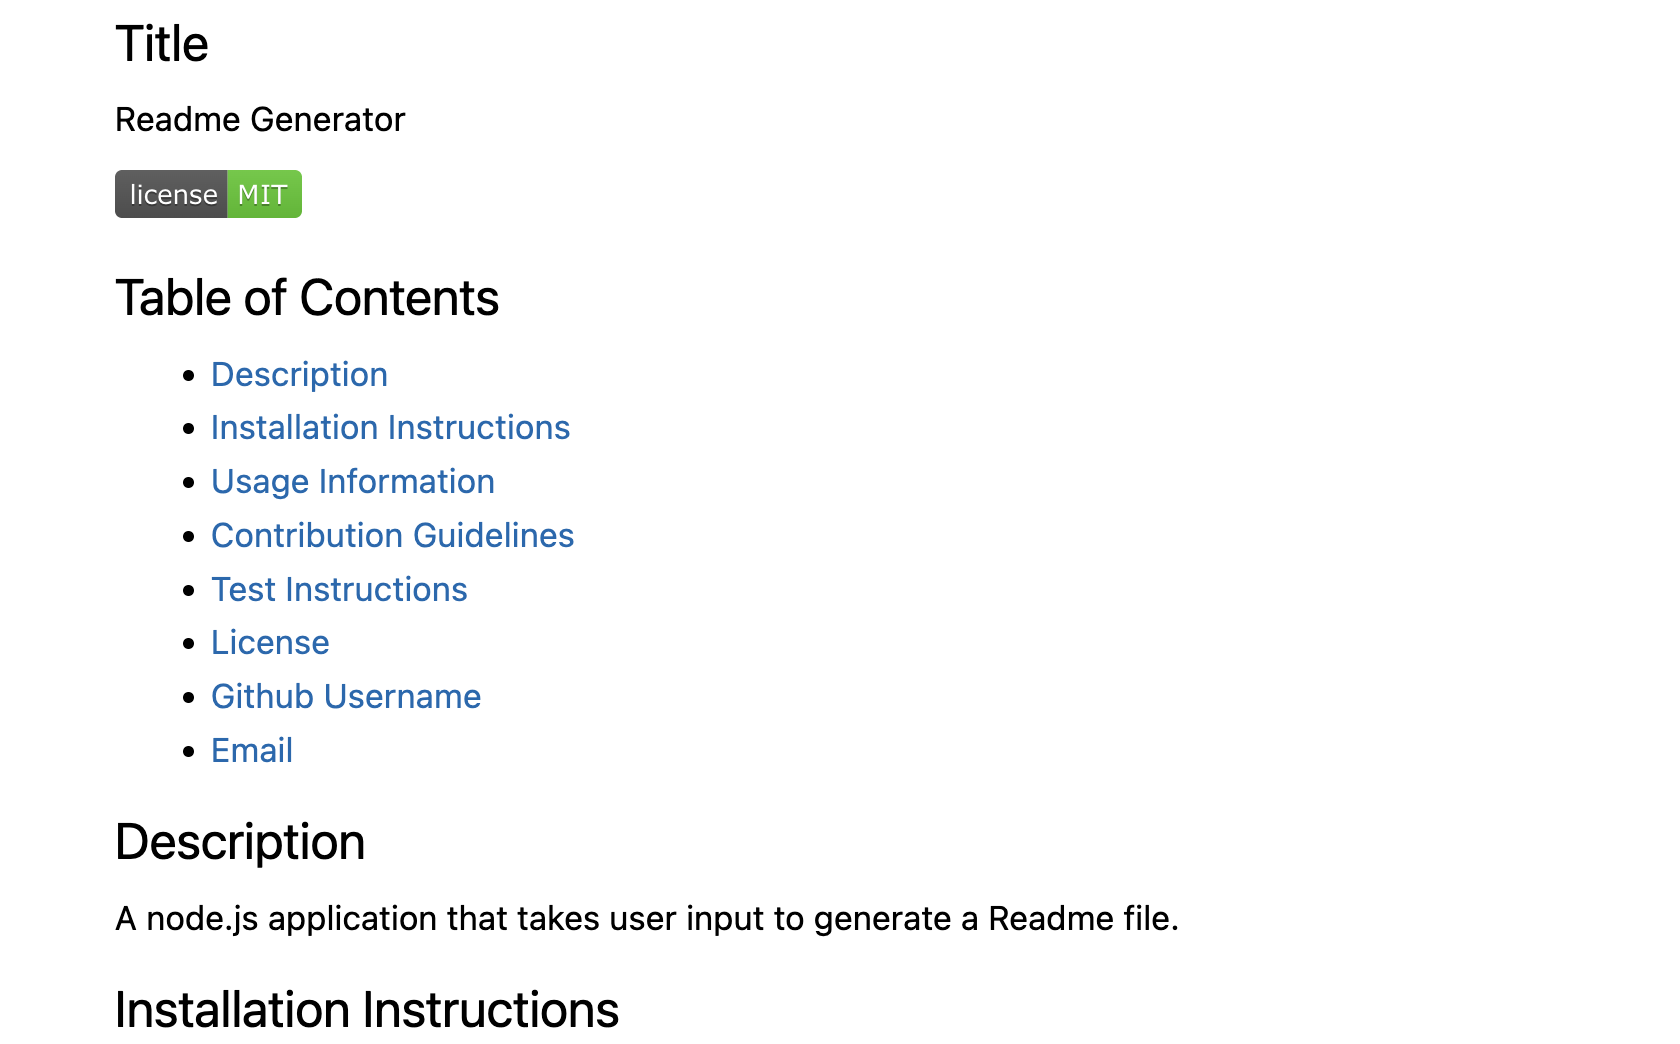 Title
Readme Generator
license MIT
Table of Contents
Description
Installation Instructions
Usage Information
Contribution Guidelines
Test Instructions
License
Github Username
Email
Description
A node.js application that takes user input to generate a Readme file.
Installation Instructions